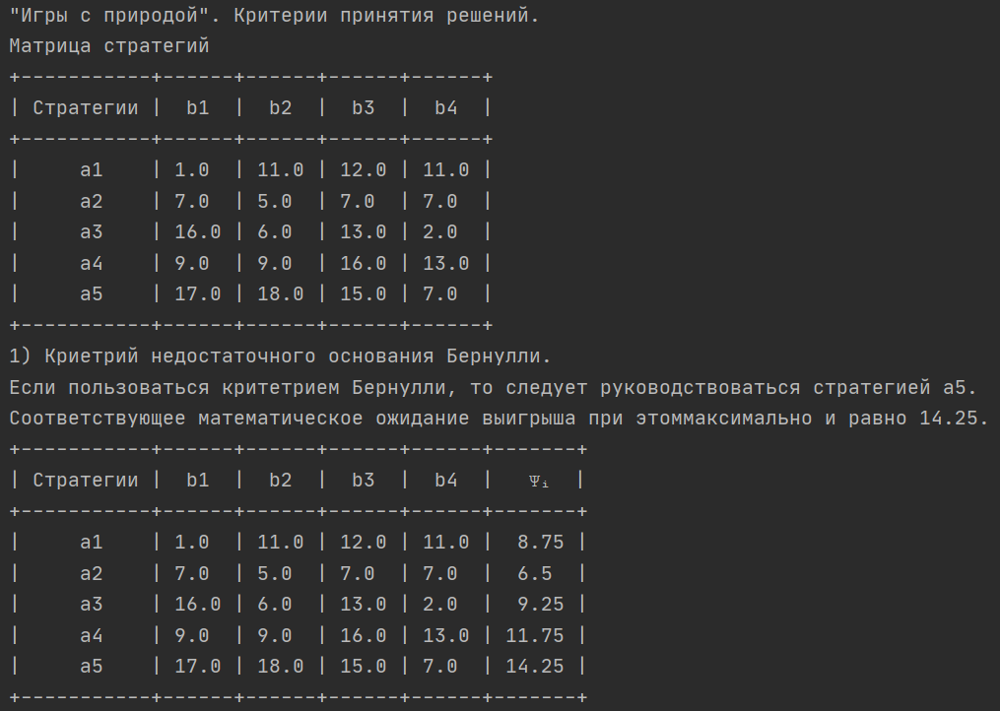 "Игры с природой". Критерии принятия решений.
Матрица стратегий
+-----------+------+------+------+------+
| Стратегии |  b1  |  b2  |  b3  |  b4  |
+-----------+------+------+------+------+
|     a1    | 1.0  | 11.0 | 12.0 | 11.0 |
|     a2    | 7.0  | 5.0  | 7.0  | 7.0  |
|     a3    | 16.0 | 6.0  | 13.0 | 2.0  |
|     a4    | 9.0  | 9.0  | 16.0 | 13.0 |
|     a5    | 17.0 | 18.0 | 15.0 | 7.0  |
+-----------+------+------+------+------+
1) Криетрий недостаточного основания Бернулли.
Если пользоваться критетрием Бернулли, то следует руководствоваться стратегией a5.
Соответствующее математическое ожидание выигрыша при этоммаксимально и равно 14.25.
+-----------+------+------+------+------+-------+
| Стратегии |  b1  |  b2  |  b3  |  b4  |   Ψᵢ  |
+-----------+------+------+------+------+-------+
|     a1    | 1.0  | 11.0 | 12.0 | 11.0 |  8.75 |
|     a2    | 7.0  | 5.0  | 7.0  | 7.0  |  6.5  |
|     a3    | 16.0 | 6.0  | 13.0 | 2.0  |  9.25 |
|     a4    | 9.0  | 9.0  | 16.0 | 13.0 | 11.75 |
|     a5    | 17.0 | 18.0 | 15.0 | 7.0  | 14.25 |
+-----------+------+------+------+------+-------+